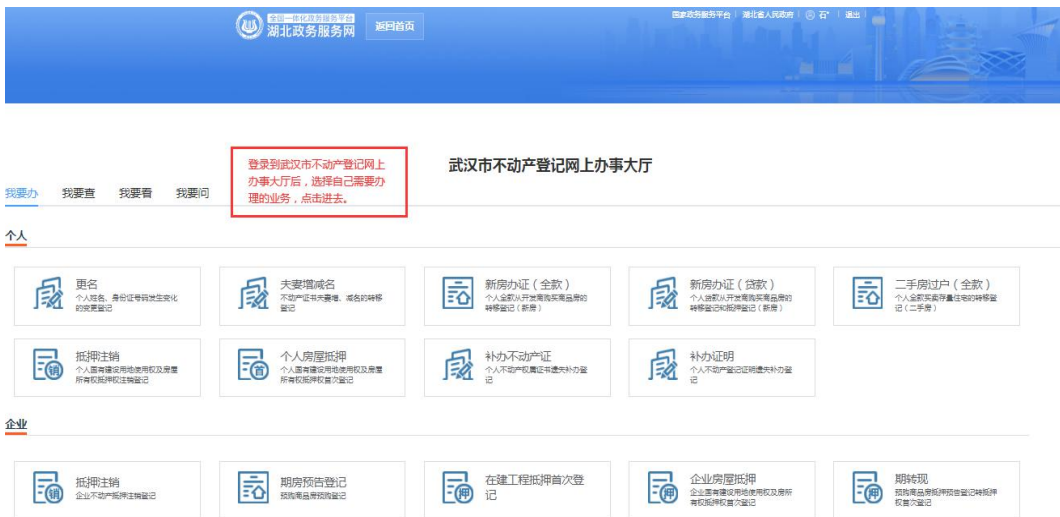 全国一体化政务服务平台
湖北政务服务网
返回首页
国家政务服务平台 | 湖北省人民政府 | 石* | 退出
登录到武汉市不动产登记网上
办事大厅后，选择自己需要办
理的业务，点击进去。
武汉市不动产登记网上办事大厅
我要办 我要查 我要看 我要问
个人
更名
个人姓名、身份证号码发生变化
的变更登记
夫妻增减名
不动产证书夫妻增、减名的转移
登记
新房办证（全款）
个人全款从开发商购买商品房的
转移登记（新房）
新房办证（贷款）
个人贷款从开发商购买商品房的
转移登记和抵押登记（新房）
二手房过户（全款）
个人全款买卖存量住宅的转移登
记（二手房）
销
抵押注销
个人国有建设用地使用权及房屋
所有权抵押权注销登记
首
个人房屋抵押
个人国有建设用地使用权及房屋
所有权抵押权首次登记
补办不动产证
个人不动产权属证书遗失补办登
记
补办证明
个人不动产登记证明遗失补办登
记
企业
销
抵押注销
企业不动产抵押注销登记
期房预告登记
预购商品房预购登记
押
在建工程抵押首次登
记
押
企业房屋抵押
企业国有建设用地使用权及房所
有权抵押权首次登记
押
期转现
预购商品房抵押预告登记转抵押
权首次登记